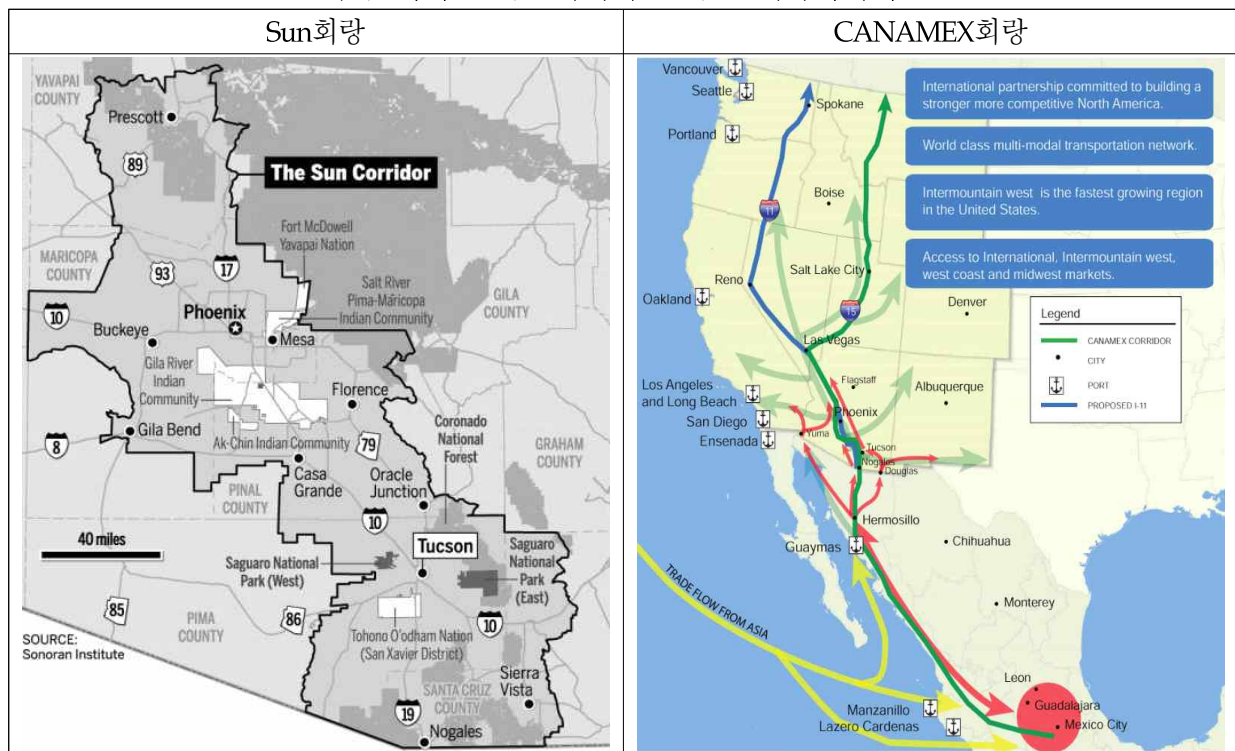 Sun회랑
CANAMEX회랑
YAVAPAI
COUNTY
Prescott
89
The Sun Corridor
Fort McDowell
Yavapai Nation
MARICOPA
COUNTY
93
17
Salt River
Pima-Maricopa
Indian Community
GILA
COUNTY
10
Phoenix
Buckeye
Mesa
Gila River
Indian
Community
Florence
Coronado
National
Forest
Gila Bend
Ak-Chin Indian Community
79
8
GRAHAM
COUNTY
Casa
Grande
Oracle
Junction
PINAL
COUNTY
10
40 miles
Tucson
Saguaro National
Park (West)
Saguaro
National
Park
(East)
85
86
PIMA
COUNTY
10
SOURCE:
Sonoran Institute
Tohono O'odham Nation
(San Xavier District)
Sierra
Vista
SANTA CRUZ
COUNTY
19
Nogales
Vancouver
Seattle
Spokane
Portland
International partnership committed to building a
stronger more competitive North America.
World class multi-modal transportation network.
Intermountain west is the fastest growing region
in the United States.
Access to International, Intermountain west,
west coast and midwest markets.
Boise
11
Reno
Salt Lake City
Oakland
15
Denver
Las Vegas
Legend
CANAMEX CORRIDOR
CITY
PORT
PROPOSED I-11
Los Angeles
and Long Beach
Flagstaff
Albuquerque
San Diego
Phoenix
Ensenada
Yuma
Tucson
Nogales
Douglas
Hermosillo
Guaymas
Chihuahua
TRADE FLOW FROM ASIA
Monterey
Leon
Manzanillo
Guadalajara
Lazero Cardenas
Mexico City